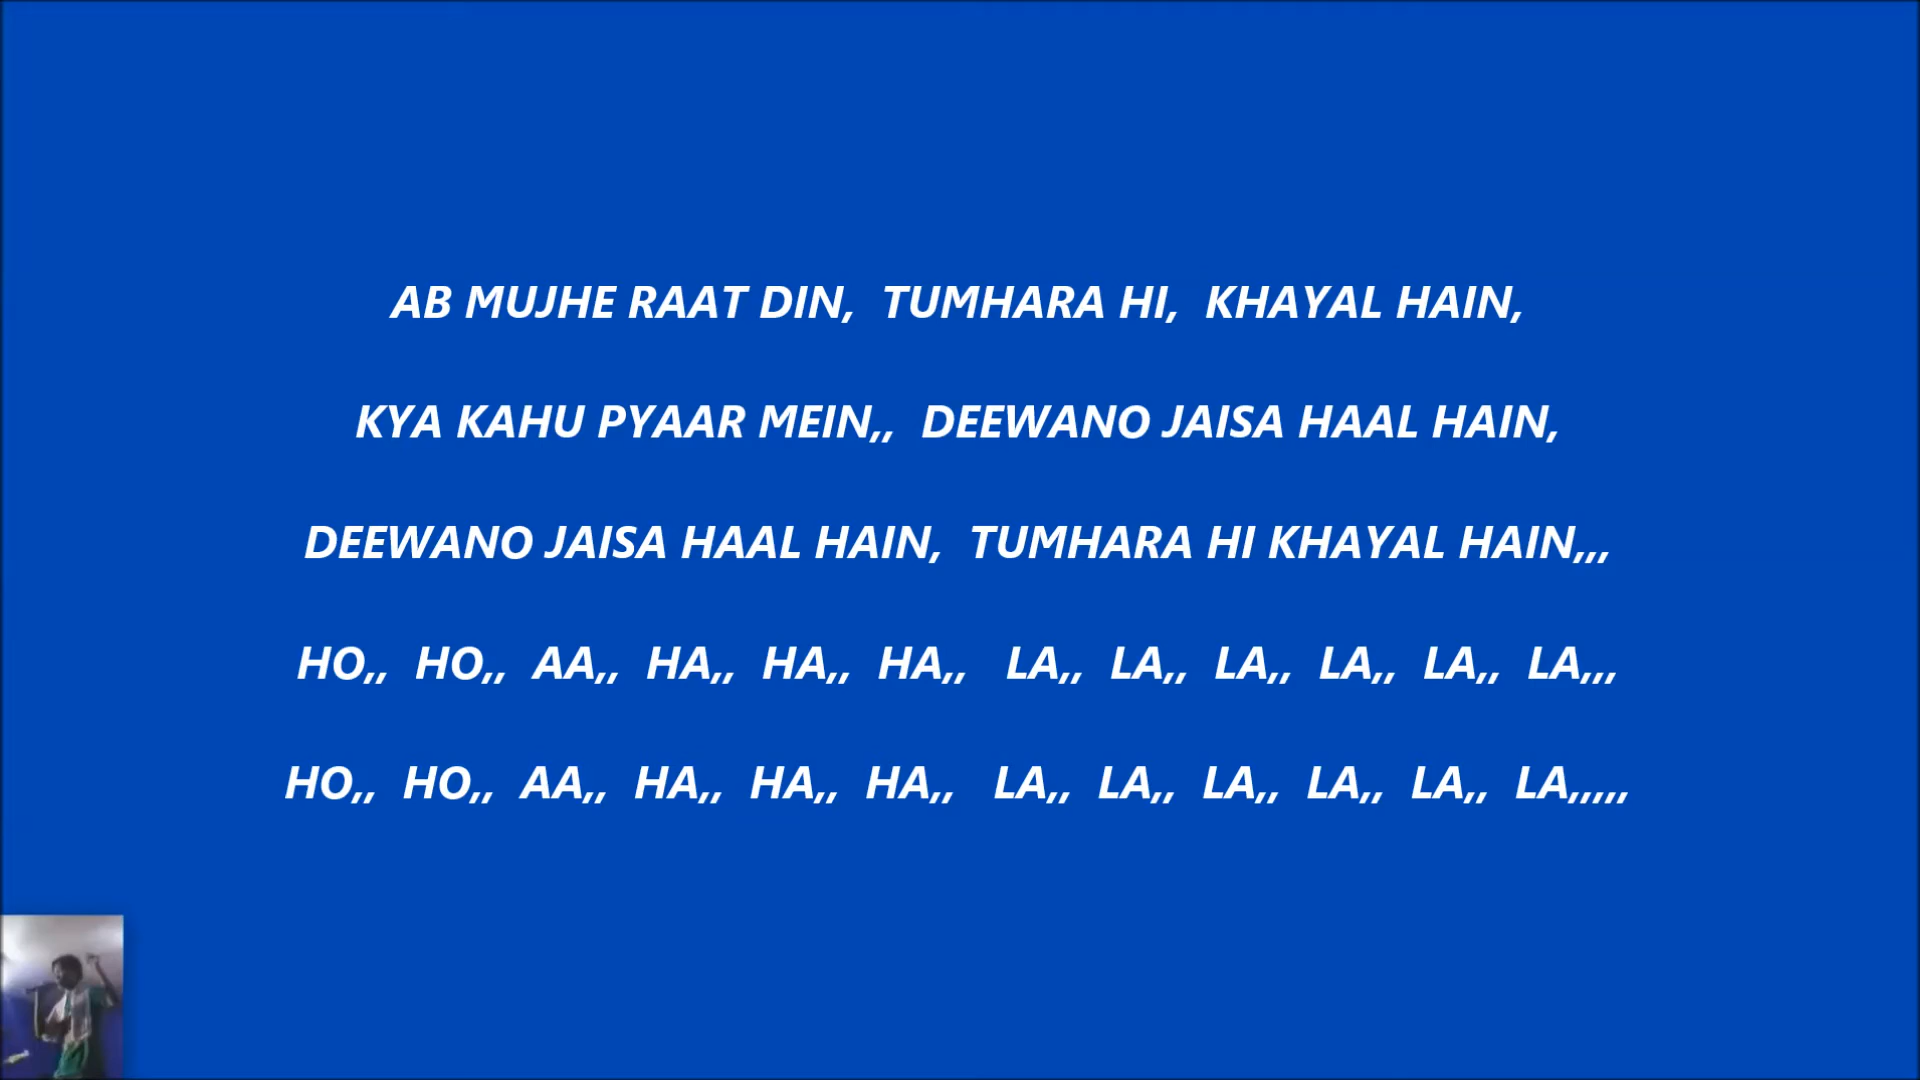 AB MUJHE RAAT DIN,  TUMHARA HI,  KHAYAL HAIN,
KYA KAHU PYAAR MEIN,,  DEEWANO JAISA HAAL HAIN,
DEEWANO JAISA HAAL HAIN,  TUMHARA HI KHAYAL HAIN,,,
HO,,  HO,,  AA,,  HA,,  HA,,  HA,,   LA,,  LA,,  LA,,  LA,,  LA,,  LA,,,
HO,,  HO,,  AA,,  HA,,  HA,,  HA,,   LA,,  LA,,  LA,,  LA,,  LA,,  LA,,,,,